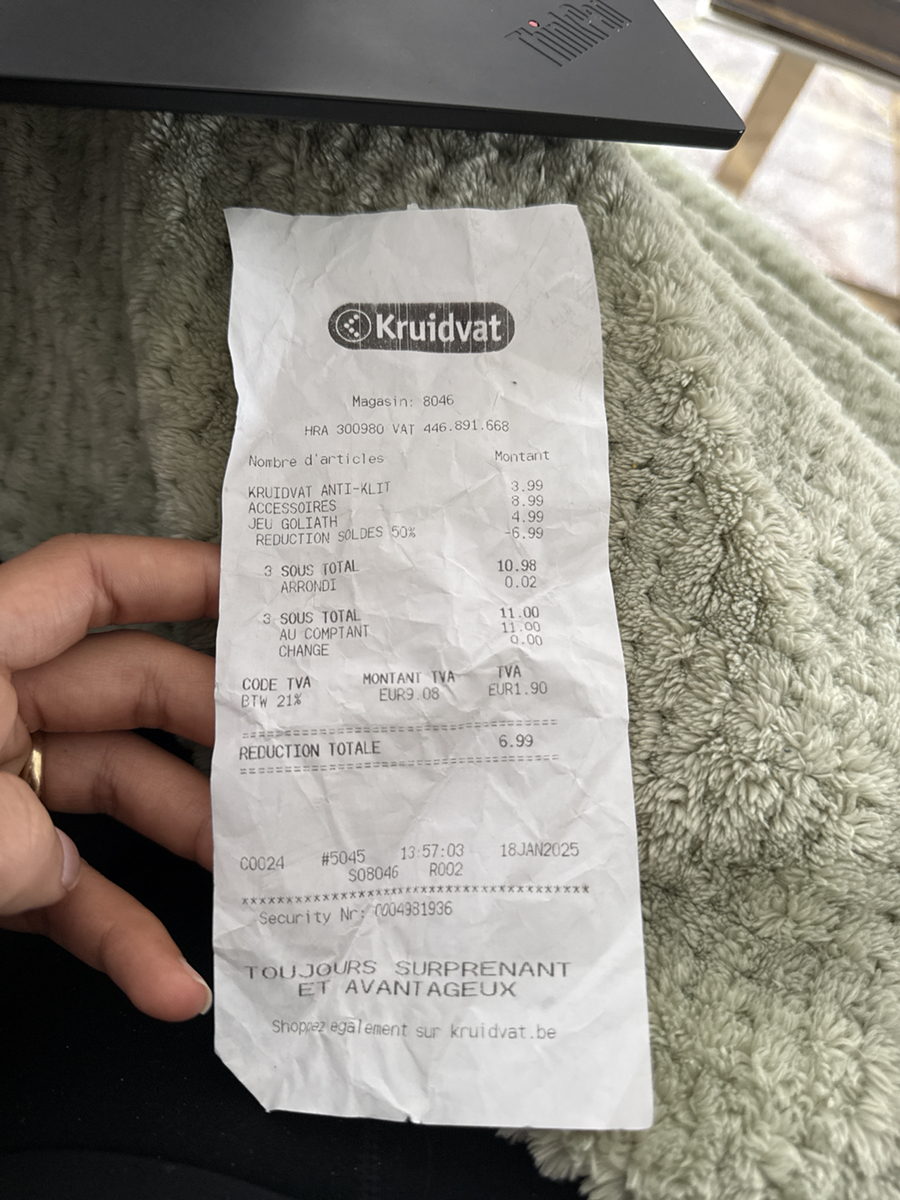 ThinkPad
Kruidvat
Magasin: 8046
HRA 300980 VAT 446.891.668
Nombre d'articles Montant
KRUIDVAT ANTI-KLIT 3.99
ACCESSOIRES 8.99
JEU GOLIATH 4.99
REDUCTION SOLDES 50% -6.99
3 SOUS TOTAL 10.98
ARRONDI 0.02
3 SOUS TOTAL 11.00
AU COMPTANT 11.00
CHANGE 0.00
CODE TVA MONTANT TVA TVA
BTW 21% EUR9.08 EUR1.90
================================
REDUCTION TOTALE 6.99
================================
C0024 #5045 13:57:03 18JAN2025
S08046 R002
****************************************
Security Nr: 0004981936
TOUJOURS SURPRENANT
ET AVANTAGEUX
Shoppez egalement sur kruidvat.be